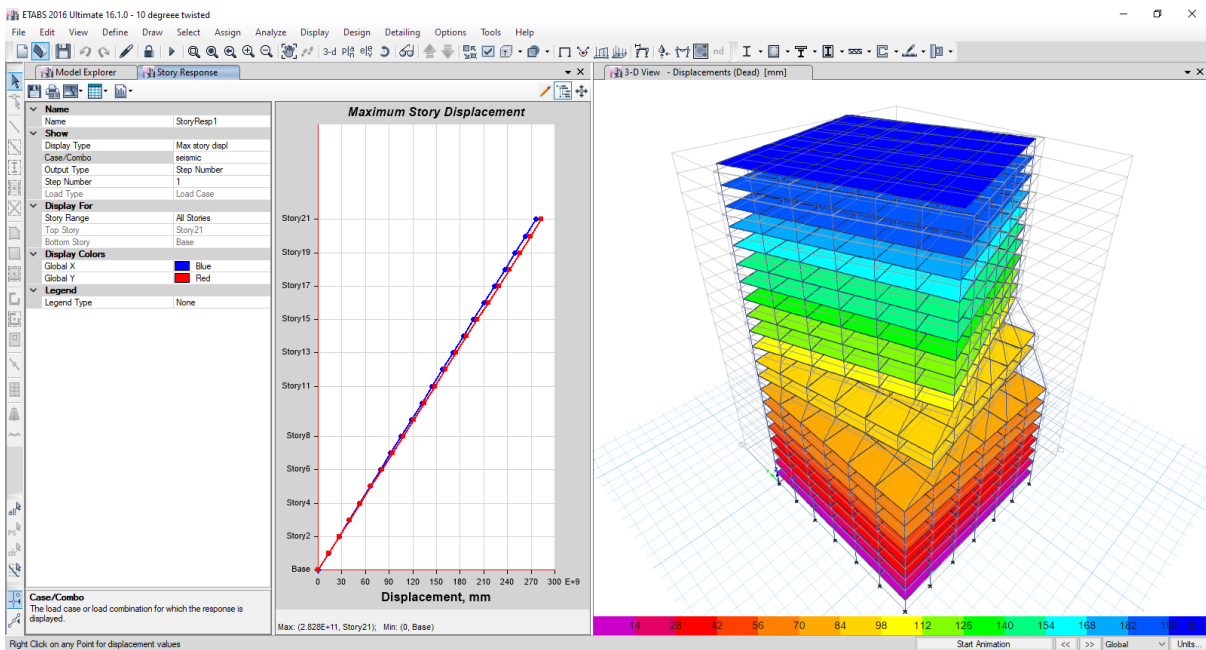 ETABS 2016 Ultimate 16.1.0 - 10 degreee twisted
File Edit View Define Draw Select Assign Analyze Display Design Detailing Options Tools Help
3-d nd
Model Explorer Story Response
Name
Name StoryResp1
Show
Display Type Max story displ
Case/Combo seismic
Output Type Step Number
Step Number 1
Load Type Load Case
Display For
Story Range All Stories
Top Story Story21
Bottom Story Base
Display Colors
Global X Blue
Global Y Red
Legend
Legend Type None
Case/Combo
The load case or load combination for which the response is
displayed.
Maximum Story Displacement
Story21
Story19
Story17
Story15
Story13
Story11
Story8
Story6
Story4
Story2
Base
0 30 60 90 120 150 180 210 240 270 300 E+9
Displacement, mm
Max: (2.828E+11, Story21); Min: (0, Base)
3-D View - Displacements (Dead) [mm]
14 28 42 56 70 84 98 112 126 140 154 168 182
all
Right Click on any Point for displacement values
Start Animation << >> Global Units...